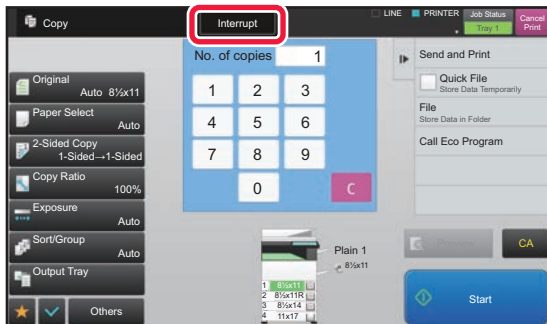 Copy
Interrupt
LINE
PRINTER
Job Status
Tray 1
Cancel
Print
No. of copies 1
1 2 3
4 5 6
7 8 9
0 C
Original
Auto 8½x11
Paper Select
Auto
2-Sided Copy
1-Sided→1-Sided
Copy Ratio
100%
Exposure
Auto
Sort/Group
Auto
Output Tray
Others
Plain 1
8½x11
1 8½x11
2 8½x11R
3 8½x14
4 11x17
Send and Print
Quick File
Store Data Temporarily
File
Store Data in Folder
Call Eco Program
Preview
CA
Start